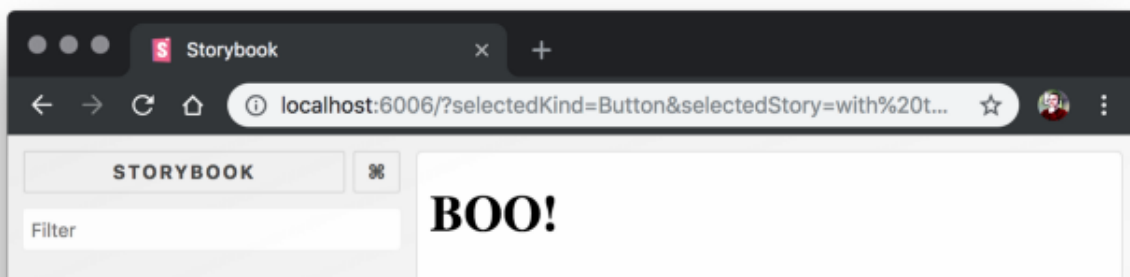 Storybook
localhost:6006/?selectedKind=Button&selectedStory=with%20t...
STORYBOOK ⌘
BOO!
Filter